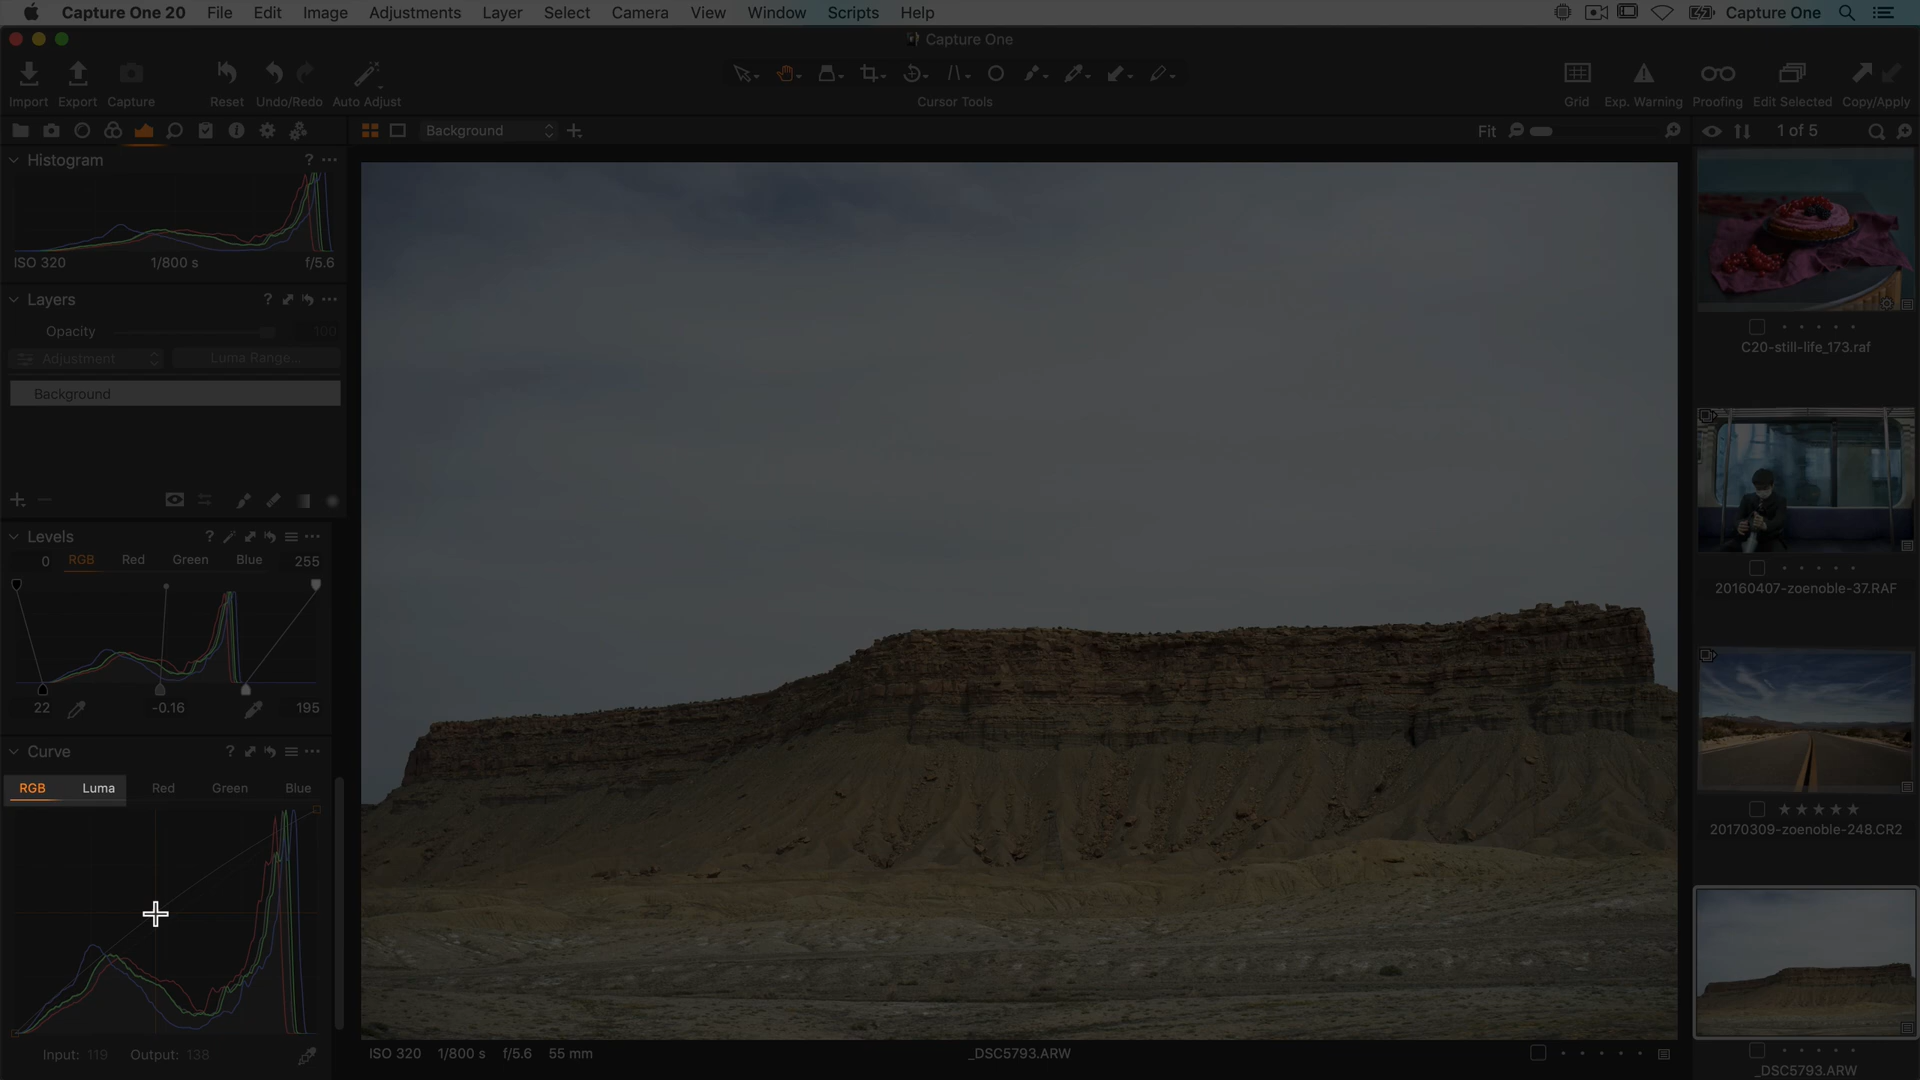 Capture One 20 File Edit Image Adjustments Layer Select Camera View Window Scripts Help Capture One
Capture One
Import Export Capture Reset Undo/Redo Auto Adjust Cursor Tools Grid Exp. Warning Proofing Edit Selected Copy/Apply
Background Fit 1 of 5
Histogram ?
ISO 320 1/800 s f/5.6
Layers ?
Opacity 100
Adjustment Luma Range...
Background
Levels ?
0 RGB Red Green Blue 255
22 -0.16 195
Curve ?
RGB Luma Red Green Blue
Input: 119 Output: 138
ISO 320 1/800 s f/5.6 55 mm _DSC5793.ARW
C20-still-life_173.raf
20160407-zoenoble-37.RAF
20170309-zoenoble-248.CR2
_DSC5793.ARW